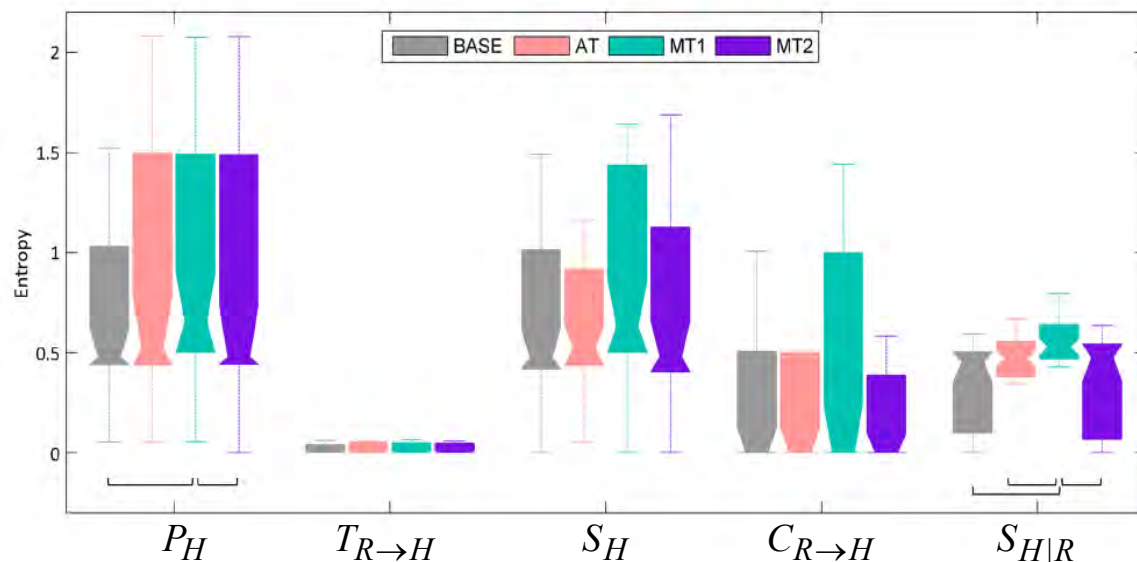 BASE AT MT1 MT2
2
1.5
1
0.5
0
Entropy
P_H T_{R→H} S_H C_{R→H} S_{H|R}